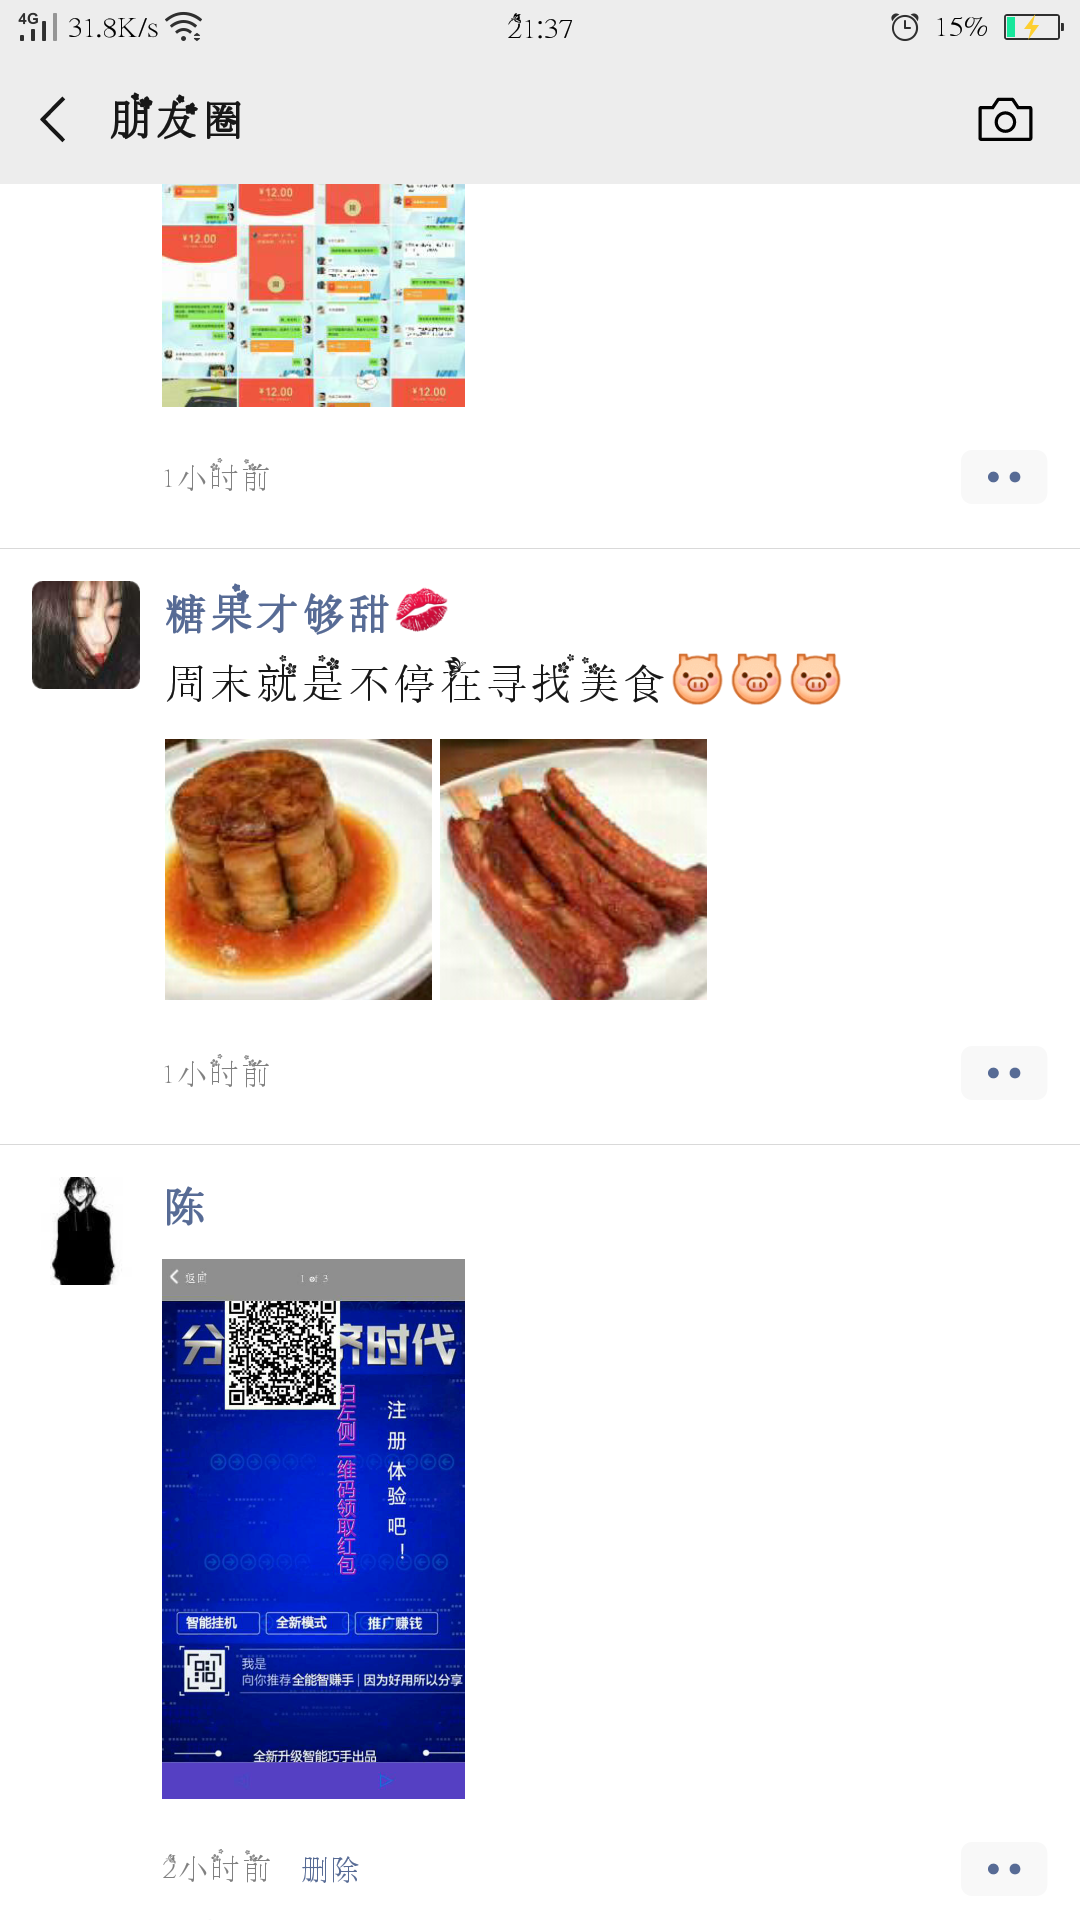 4G 31.8K/s 21:37 15%
朋友圈
¥12.00
¥12.00
¥12.00 ¥12.00
1小时前
糖果才够甜💋
周末就是不停在寻找美食🐷🐷🐷
1小时前
陈
返回 1 of 3
分
济时代
扫左侧二维码领取红包
注册体验吧!
智能挂机 全新模式 推广赚钱
我是
向你推荐全能智赚手|因为好用所以分享
全新升级智能巧手出品
2小时前 删除